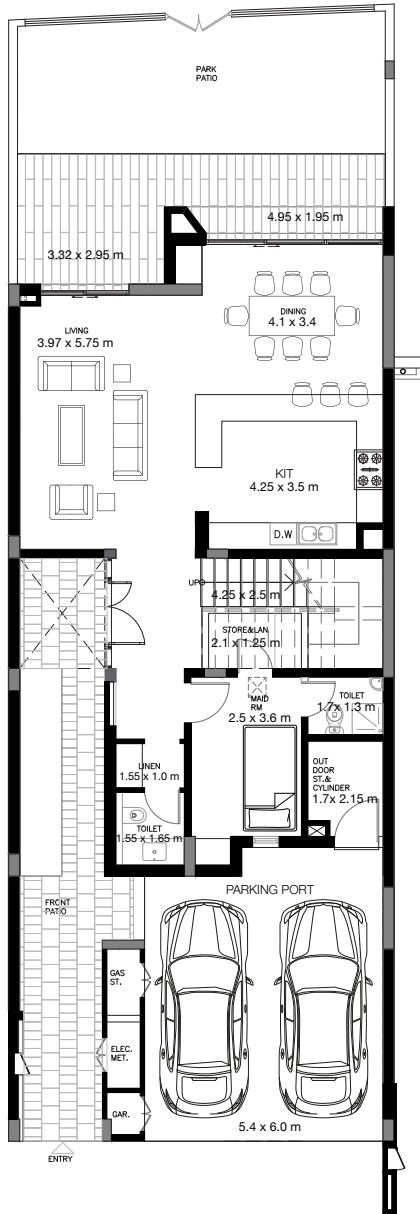 PARK
PATIO
4.95 x 1.95 m
3.32 x 2.95 m
DINING
4.1 x 3.4
LIVING
3.97 x 5.75 m
KIT
4.25 x 3.5 m
D.W
UP
4.25 x 2.5 m
STORE&LAN
2.1 x 1.25 m
MAID
RM
2.5 x 3.6 m
TOILET
1.7x 1.3 m
LINEN
1.55 x 1.0 m
OUT
DOOR
ST.&
CYLINDER
1.7x 2.15 m
TOILET
1.55 x 1.65 m
PARKING PORT
FRONT
PATIO
GAS
ST.
ELEC.
MET.
GAR.
5.4 x 6.0 m
ENTRY